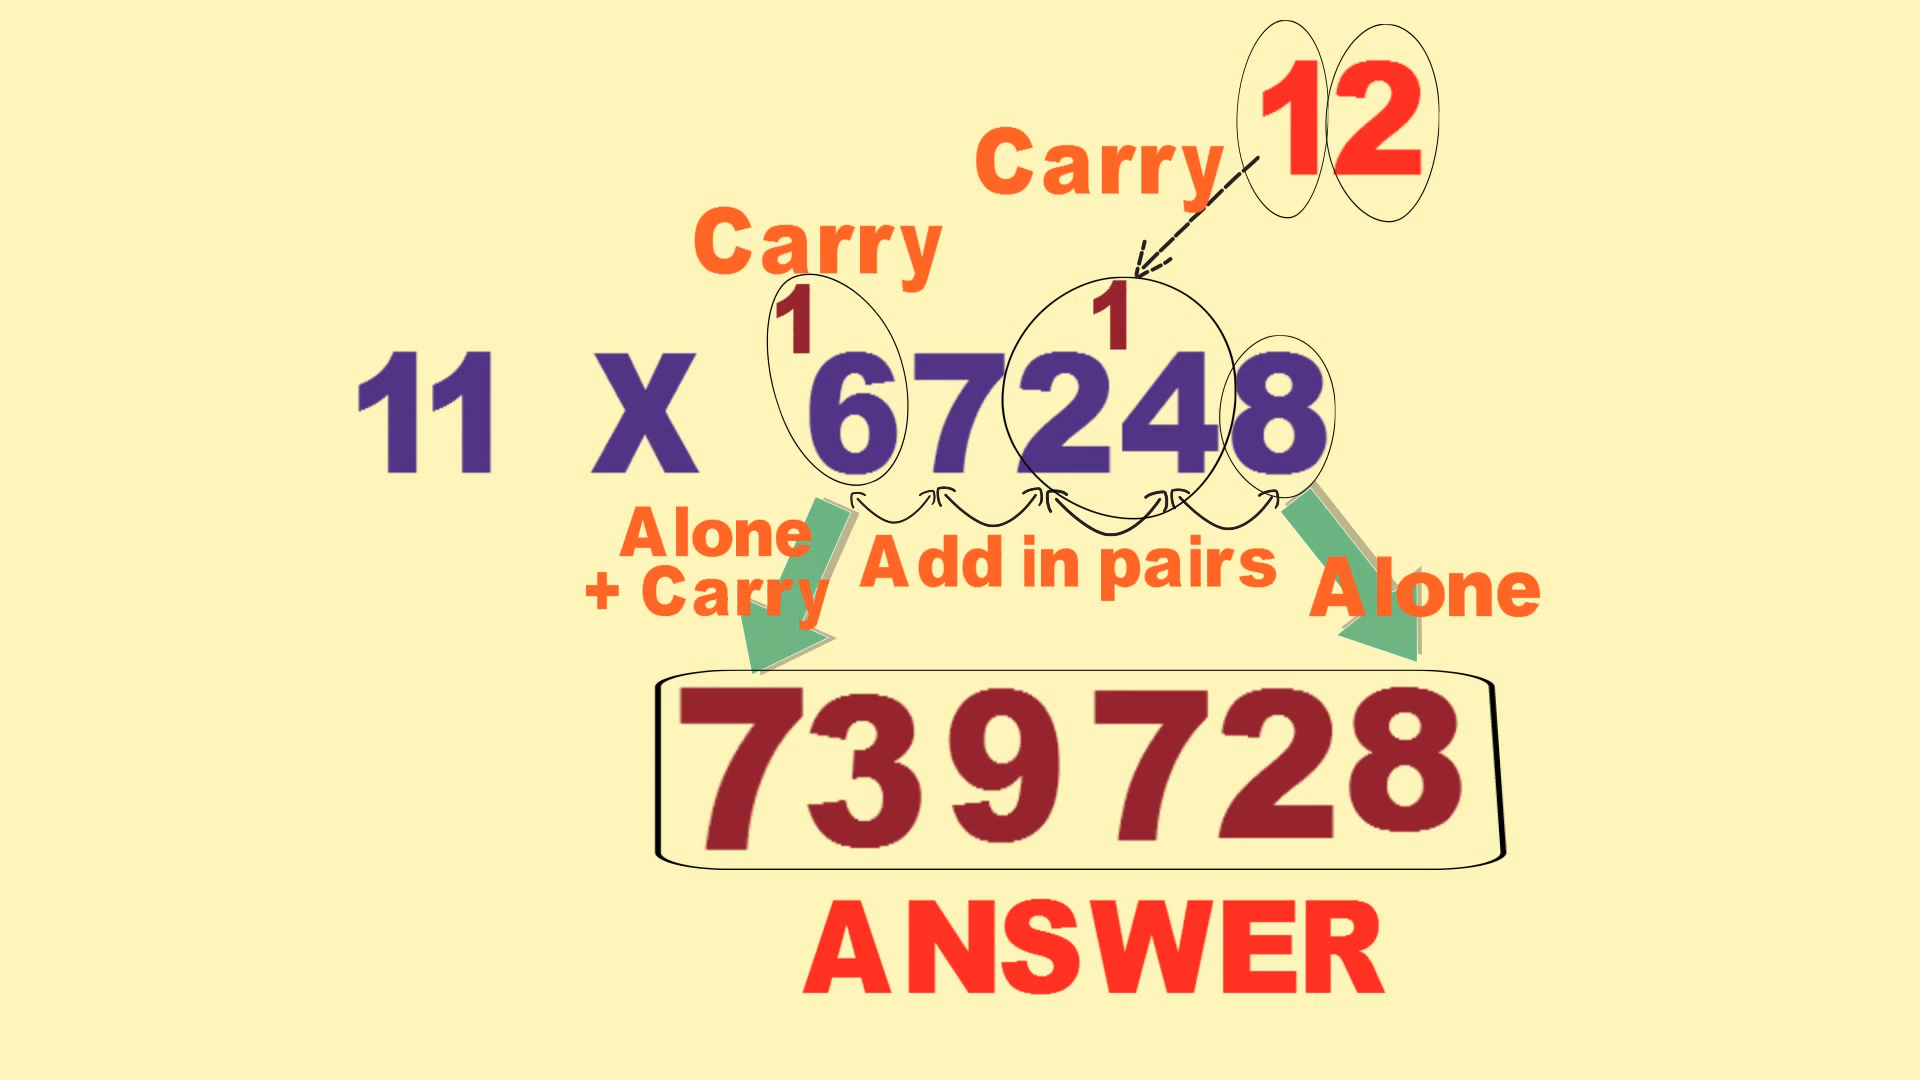 12
Carry
Carry
1 1
11 X 67248
Alone
+ Carry
Add in pairs
Alone
739728
ANSWER